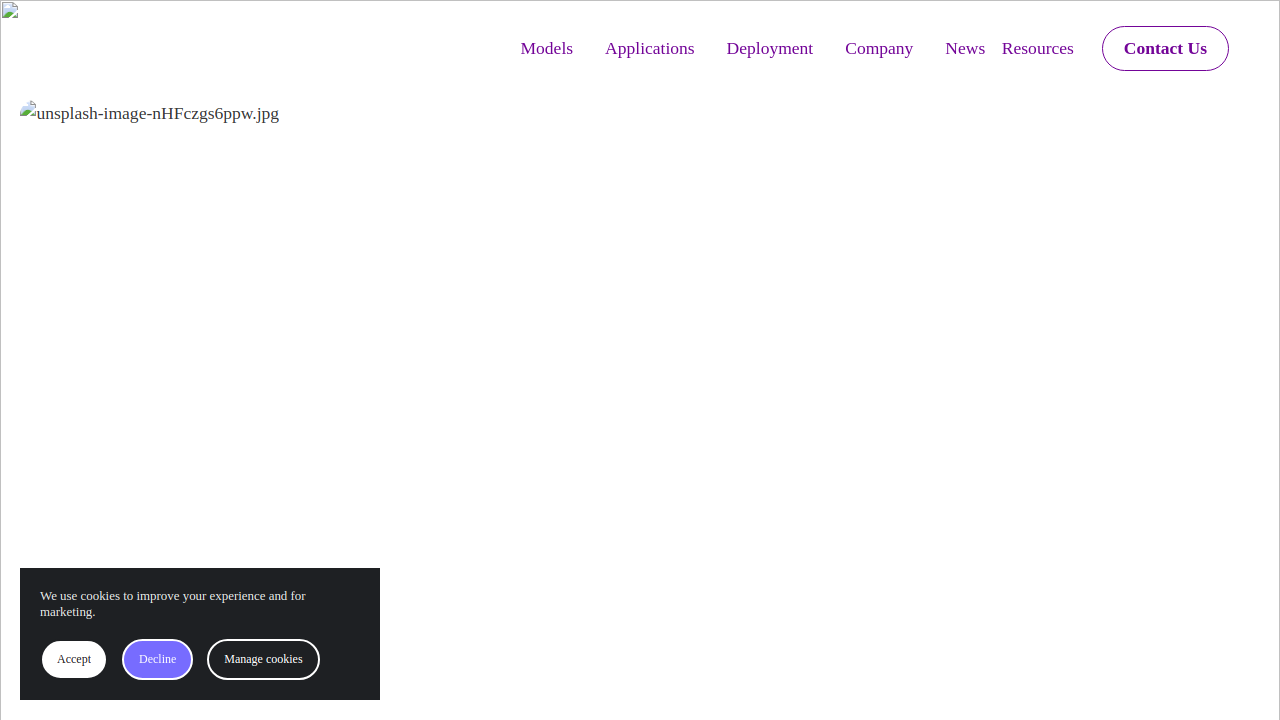 Models Applications Deployment Company News Resources Contact Us
unsplash-image-nHFczgs6ppw.jpg
We use cookies to improve your experience and for
marketing.
Accept Decline Manage cookies